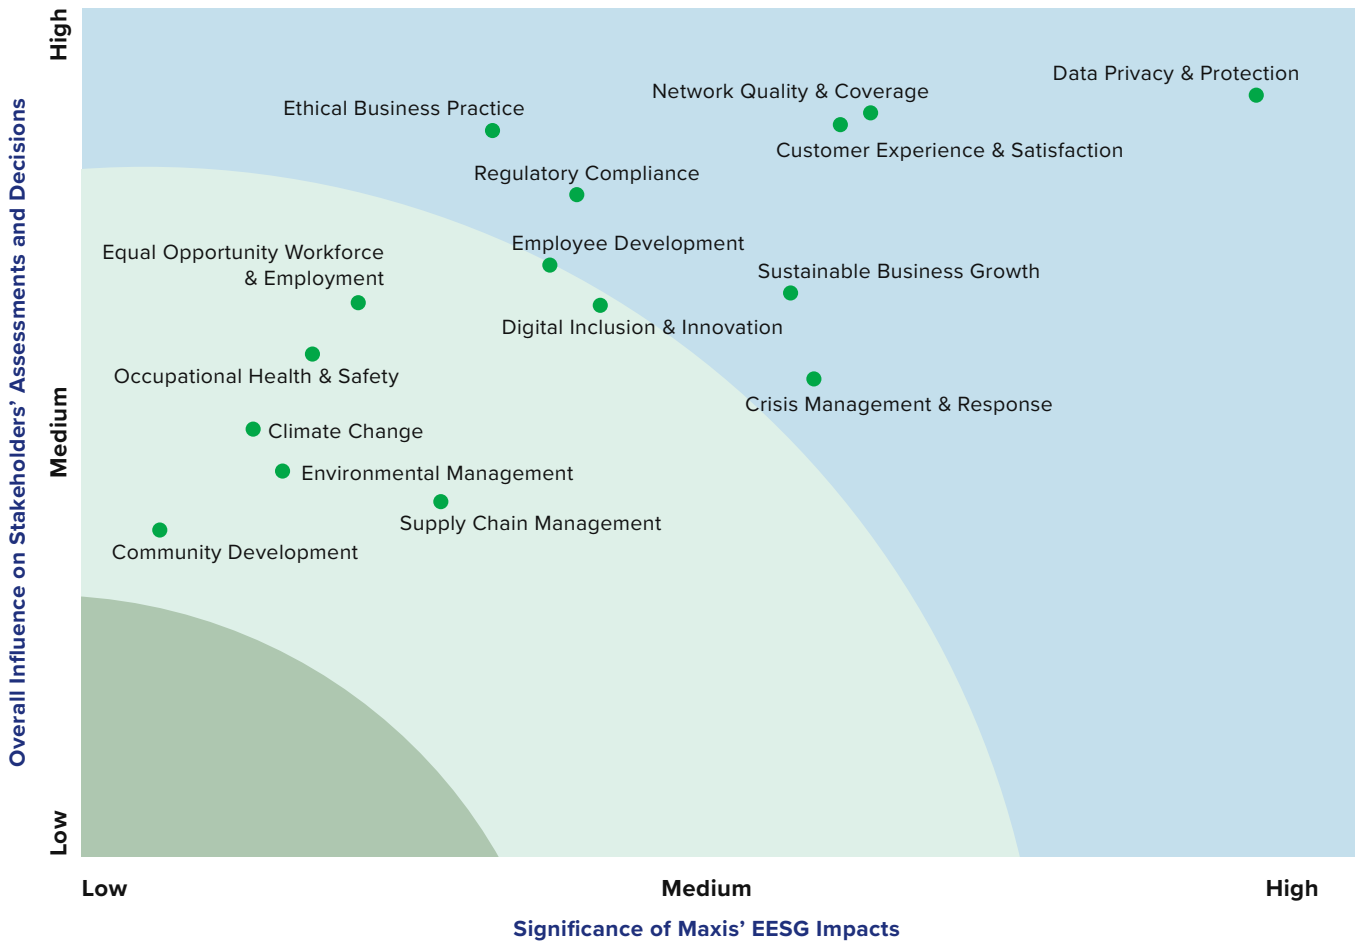 High
Data Privacy & Protection
Network Quality & Coverage
Ethical Business Practice
Customer Experience & Satisfaction
Regulatory Compliance
Employee Development
Equal Opportunity Workforce
& Employment
Sustainable Business Growth
Digital Inclusion & Innovation
Occupational Health & Safety
Crisis Management & Response
Medium
Climate Change
Environmental Management
Supply Chain Management
Community Development
Low
Overall Influence on Stakeholders’ Assessments and Decisions
Low
Medium
High
Significance of Maxis’ EESG Impacts